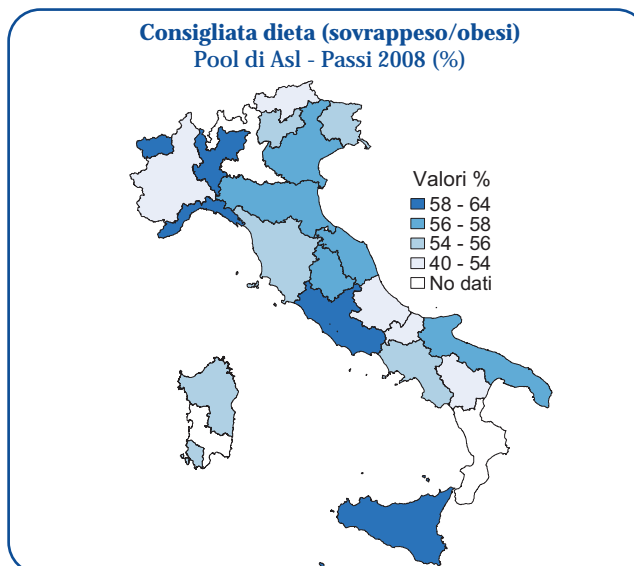 Consigliata dieta (sovrappeso/obesi)
Pool di Asl - Passi 2008 (%)
Valori %
58 - 64
56 - 58
54 - 56
40 - 54
No dati